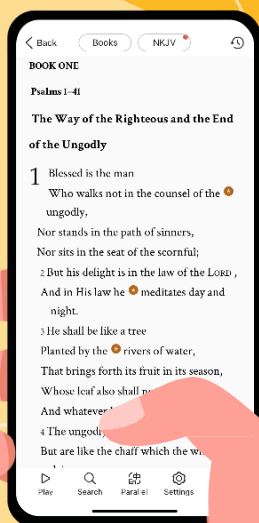 Back Books NKJV
BOOK ONE
Psalms 1–41
The Way of the Righteous and the End
of the Ungodly
1 Blessed is the man
Who walks not in the counsel of the
ungodly,
Nor stands in the path of sinners,
Nor sits in the seat of the scornful;
2 But his delight is in the law of the LORD ,
And in His law he meditates day and
night.
3 He shall be like a tree
Planted by the rivers of water,
That brings forth its fruit in its season,
Whose leaf also shall
And whatever
4 The
But are like the chaff which the
Play Search Parallel Settings